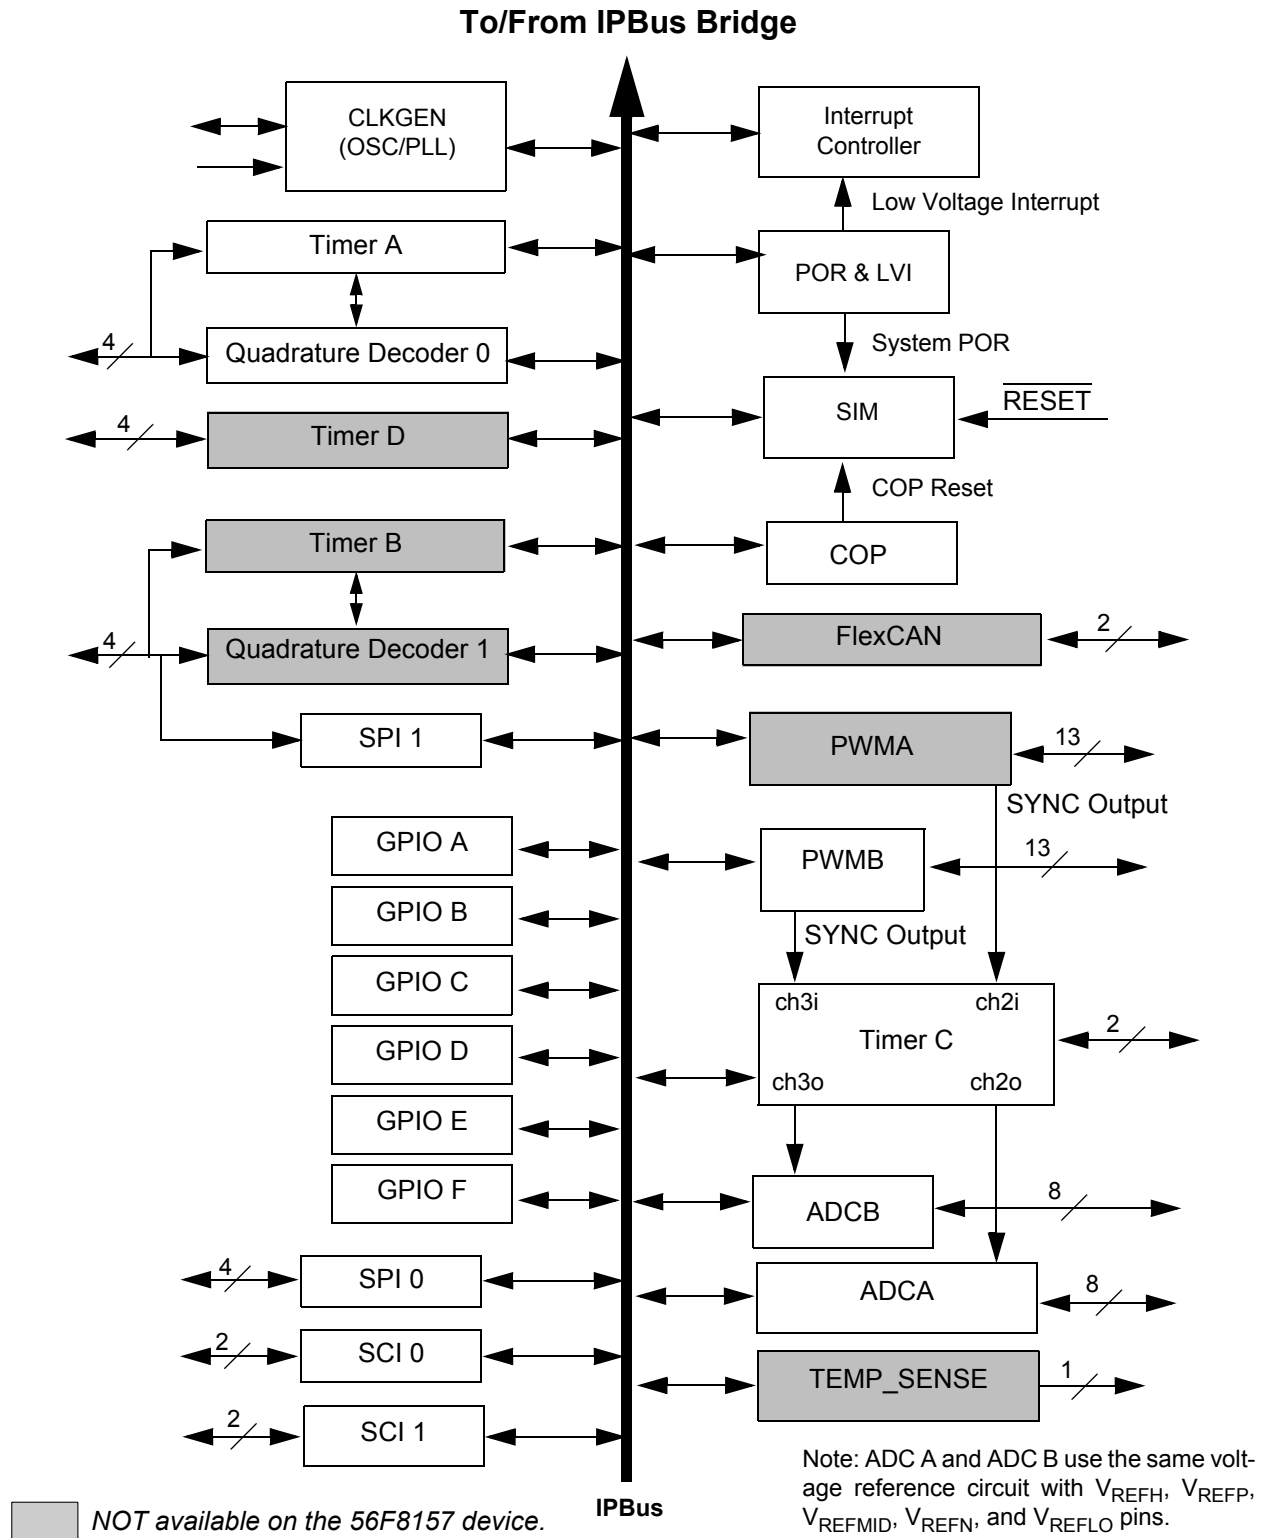 To/From IPBus Bridge
CLKGEN
(OSC/PLL)
Interrupt
Controller
Low Voltage Interrupt
Timer A
POR & LVI
4
Quadrature Decoder 0
System POR
SIM
RESET
4
Timer D
COP Reset
Timer B
COP
4
Quadrature Decoder 1
FlexCAN
2
SPI 1
PWMA
13
SYNC Output
GPIO A
PWMB
13
GPIO B
SYNC Output
GPIO C
ch3i
ch2i
Timer C
2
GPIO D
ch3o
ch2o
GPIO E
GPIO F
ADCB
8
4
SPI 0
ADCA
8
2
SCI 0
TEMP_SENSE
1
2
SCI 1
Note: ADC A and ADC B use the same volt-
age reference circuit with VREFH, VREFP,
VREFMID, VREFN, and VREFLO pins.
IPBus
NOT available on the 56F8157 device.